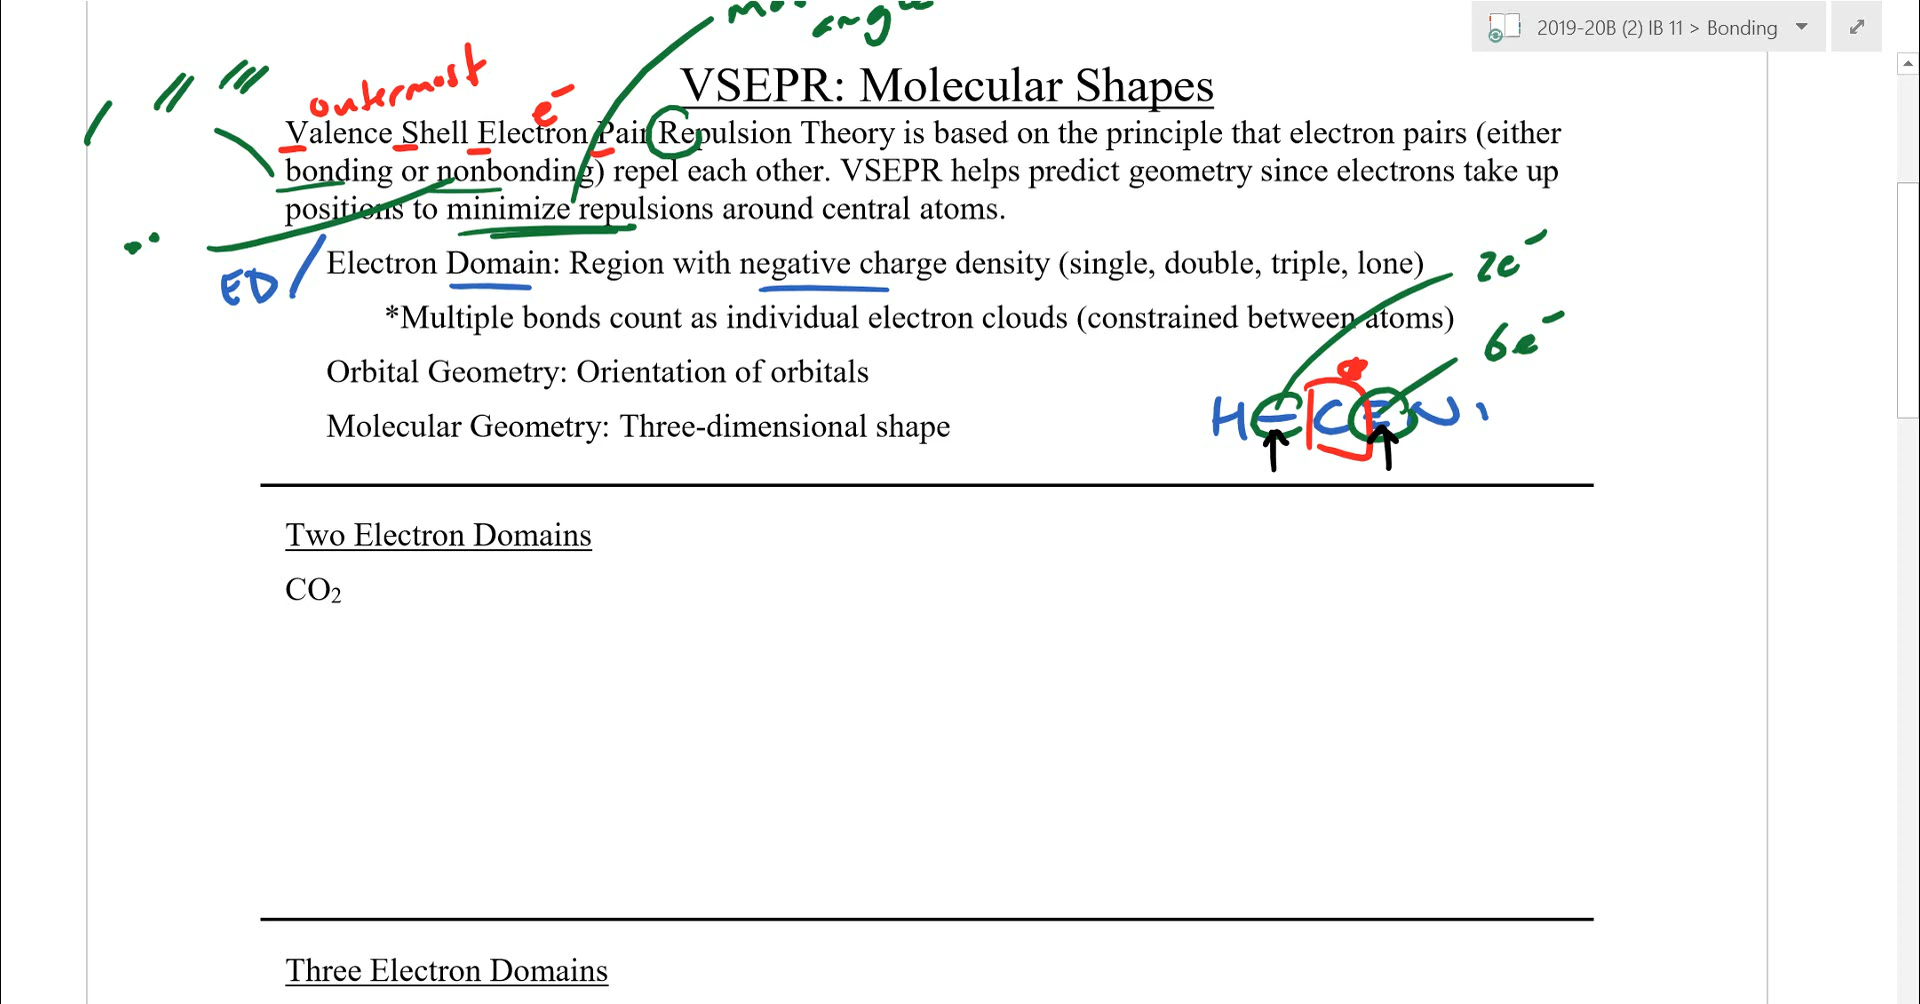 2019-20B (2) IB 11 > Bonding
VSEPR: Molecular Shapes
outermost e⁻
Valence Shell Electron Pair Repulsion Theory is based on the principle that electron pairs (either
bonding or nonbonding) repel each other. VSEPR helps predict geometry since electrons take up
positions to minimize repulsions around central atoms.
ED/ Electron Domain: Region with negative charge density (single, double, triple, lone) 2e⁻
*Multiple bonds count as individual electron clouds (constrained between atoms)
6e⁻
Orbital Geometry: Orientation of orbitals
Molecular Geometry: Three-dimensional shape
H–C≡N:
Two Electron Domains
CO₂
Three Electron Domains